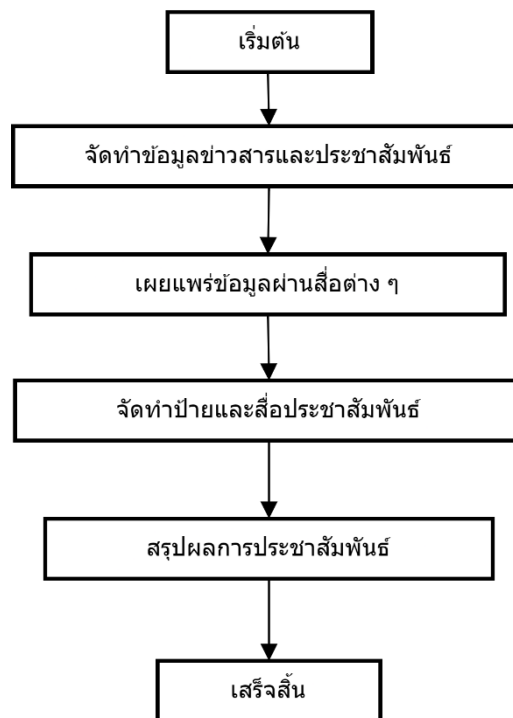 เริ่มต้น
จัดทำข้อมูลข่าวสารและประชาสัมพันธ์
เผยแพร่ข้อมูลผ่านสื่อต่าง ๆ
จัดทำป้ายและสื่อประชาสัมพันธ์
สรุปผลการประชาสัมพันธ์
เสร็จสิ้น